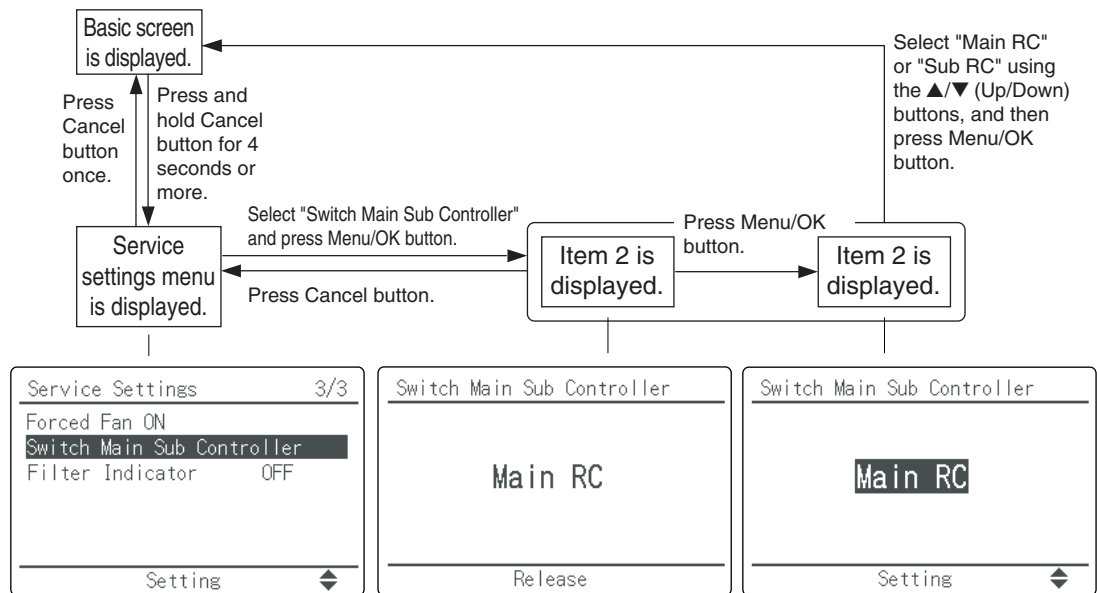 Basic screen
is displayed.
Press
Cancel
button
once.
Press and
hold Cancel
button for 4
seconds or
more.
Select "Main RC"
or "Sub RC" using
the ▲/▼ (Up/Down)
buttons, and then
press Menu/OK
button.
Service
settings menu
is displayed.
Select "Switch Main Sub Controller"
and press Menu/OK button.
Press Cancel button.
Item 2 is
displayed.
Press Menu/OK
button.
Item 2 is
displayed.
Service Settings 3/3
Forced Fan ON
Switch Main Sub Controller
Filter Indicator OFF
Setting
Switch Main Sub Controller
Main RC
Release
Switch Main Sub Controller
Main RC
Setting